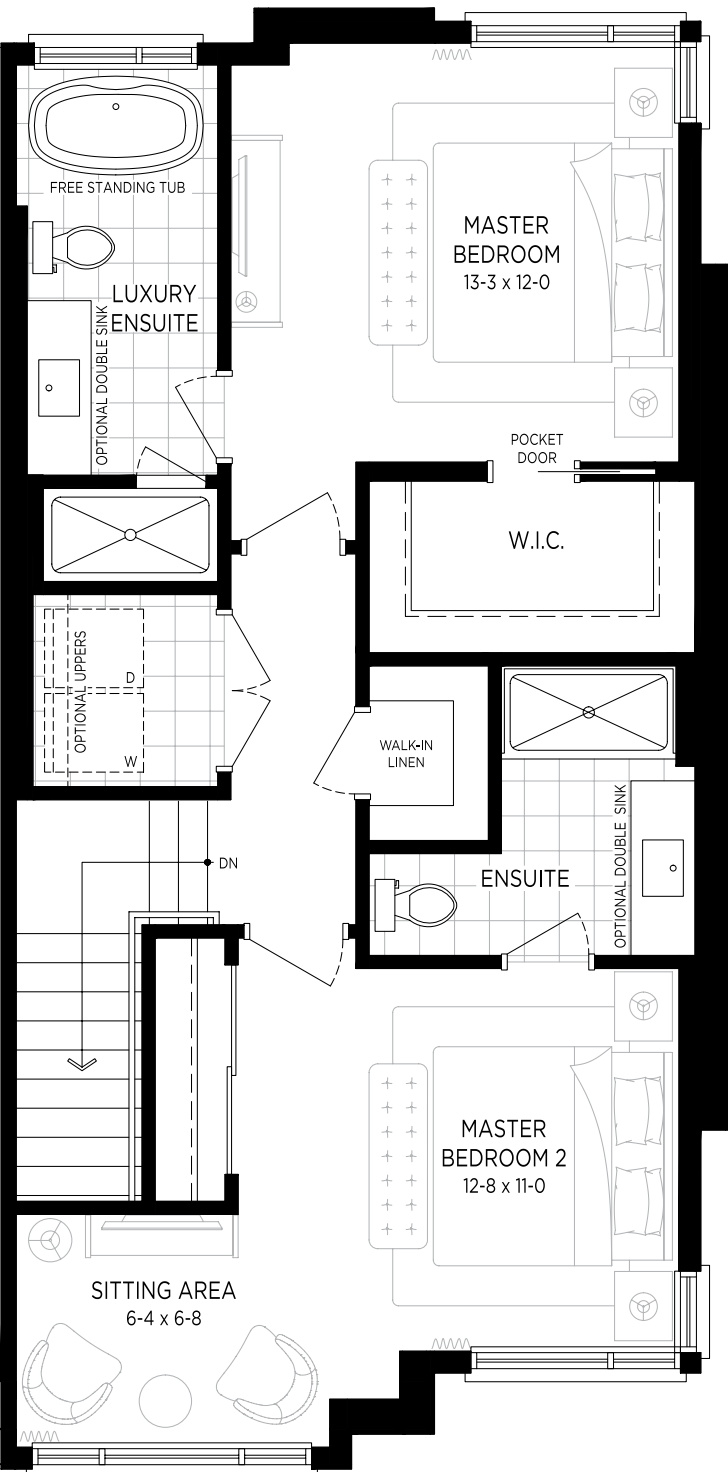 FREE STANDING TUB
MASTER
BEDROOM
13-3 x 12-0
LUXURY
ENSUITE
OPTIONAL DOUBLE SINK
POCKET
DOOR
W.I.C.
OPTIONAL UPPERS
D
W
WALK-IN
LINEN
DN
ENSUITE
OPTIONAL DOUBLE SINK
MASTER
BEDROOM 2
12-8 x 11-0
SITTING AREA
6-4 x 6-8